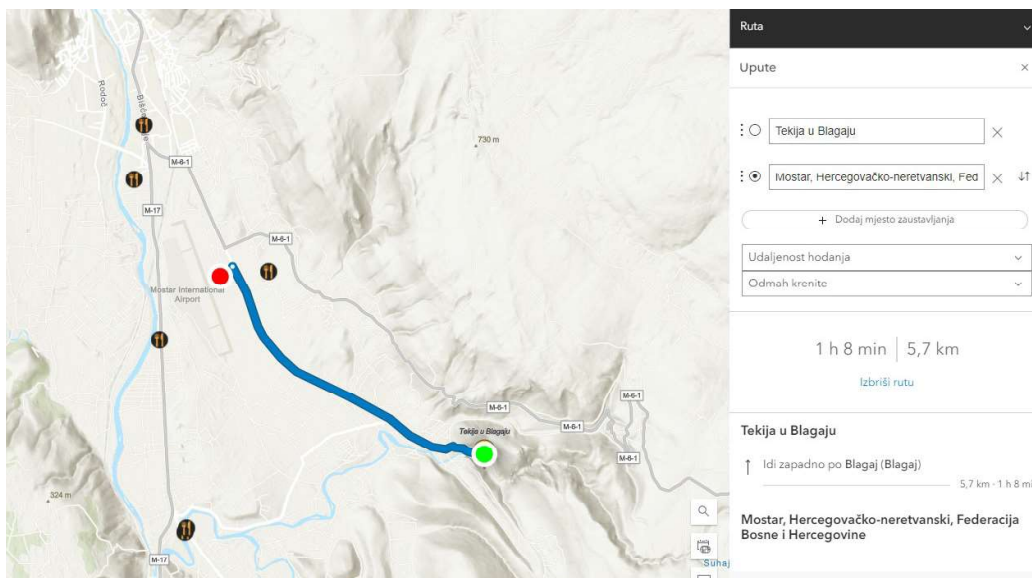 Ruta
Upute
Tekija u Blagaju
Mostar, Hercegovačko-neretvanski, Fed
+ Dodaj mjesto zaustavljanja
Udaljenost hodanja
Odmah krenite
1 h 8 min | 5,7 km
Izbriši rutu
Tekija u Blagaju
Idi zapadno po Blagaj (Blagaj)
5,7 km · 1 h 8 mi
Mostar, Hercegovačko-neretvanski, Federacija
Bosne i Hercegovine
Rodoč
M-6-1
M-17
730 m
M-6-1
Mostar International
Airport
M-6-1
M-6-1
M-6-1
M-6-1
Tekija u Blagaju
324 m
M-17
Suhaj